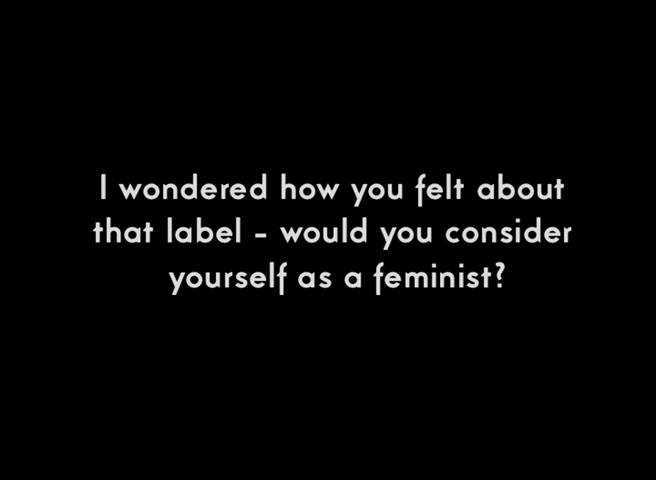 I wondered how you felt about
that label - would you consider
yourself as a feminist?